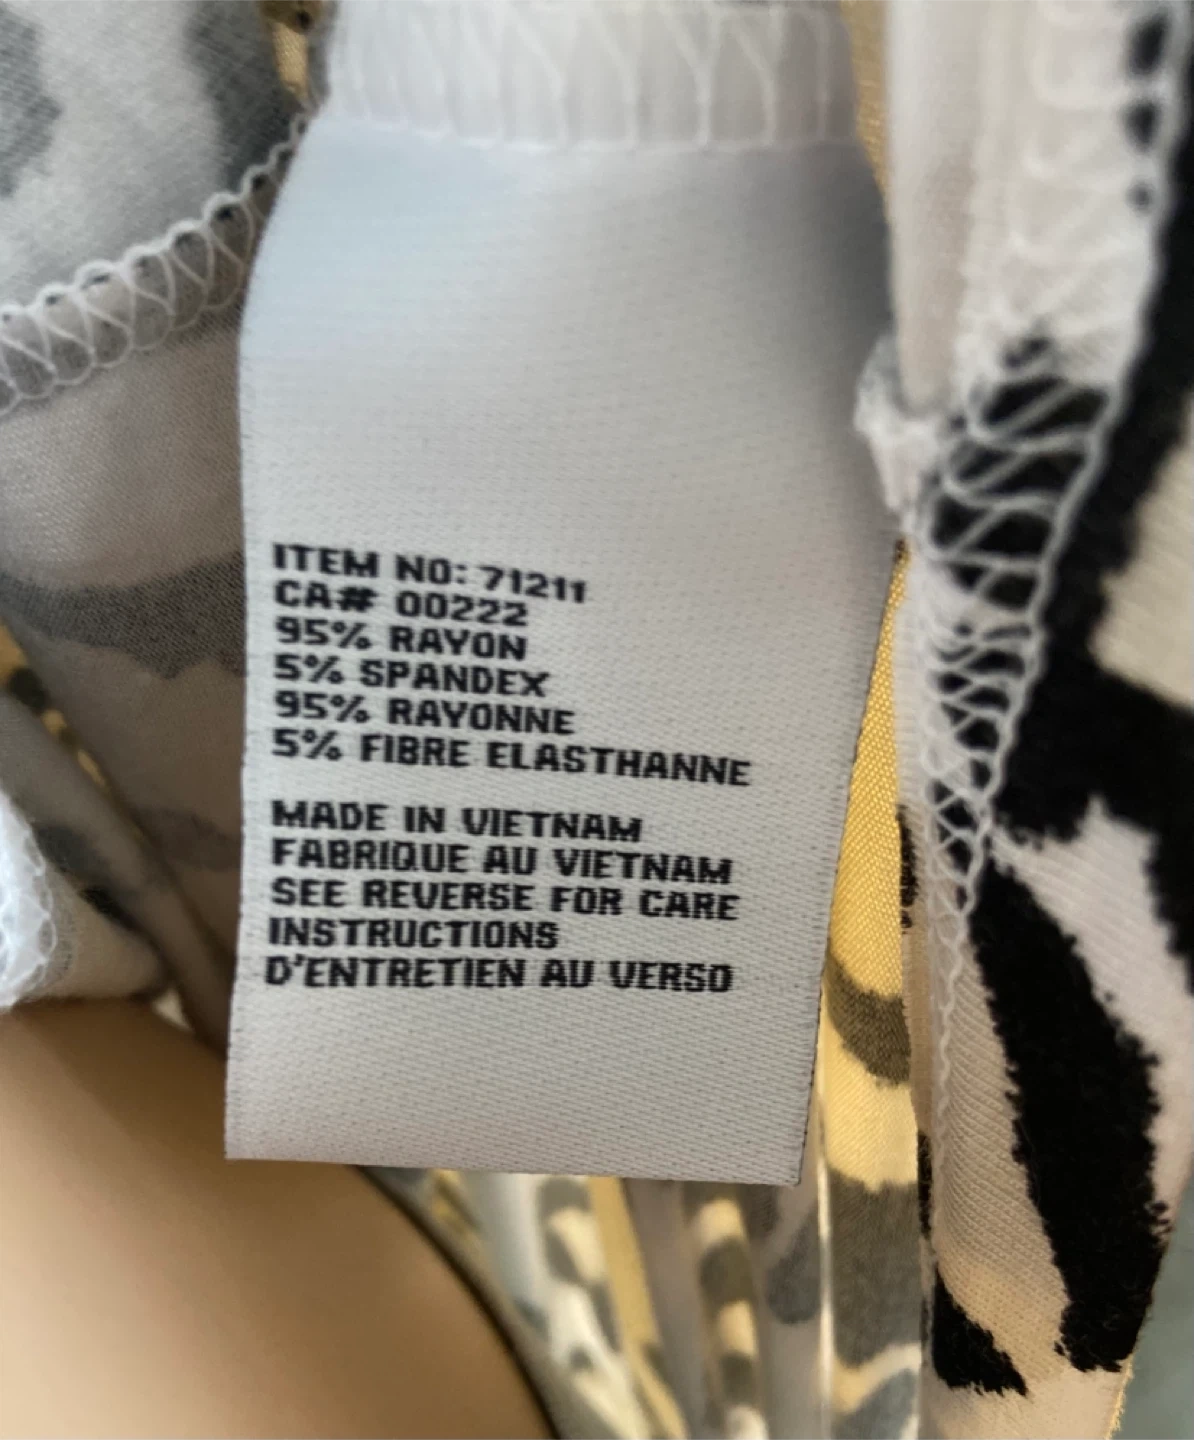 ITEM NO: 71211
CA# 00222
95% RAYON
5% SPANDEX
95% RAYONNE
5% FIBRE ELASTHANNE
MADE IN VIETNAM
FABRIQUE AU VIETNAM
SEE REVERSE FOR CARE
INSTRUCTIONS
D'ENTRETIEN AU VERSO